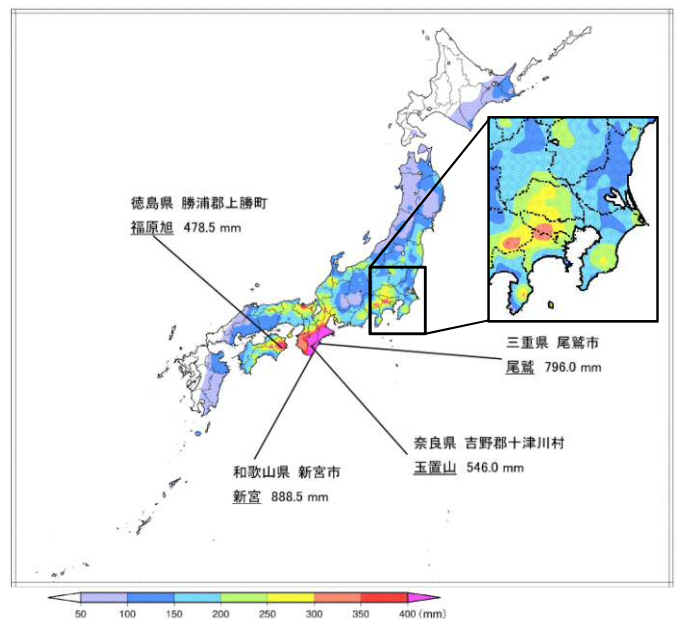 徳島県 勝浦郡上勝町
福原旭 478.5 mm
三重県 尾鷲市
尾鷲 796.0 mm
奈良県 吉野郡十津川村
玉置山 546.0 mm
和歌山県 新宮市
新宮 888.5 mm
50 100 150 200 250 300 350 400 (mm)